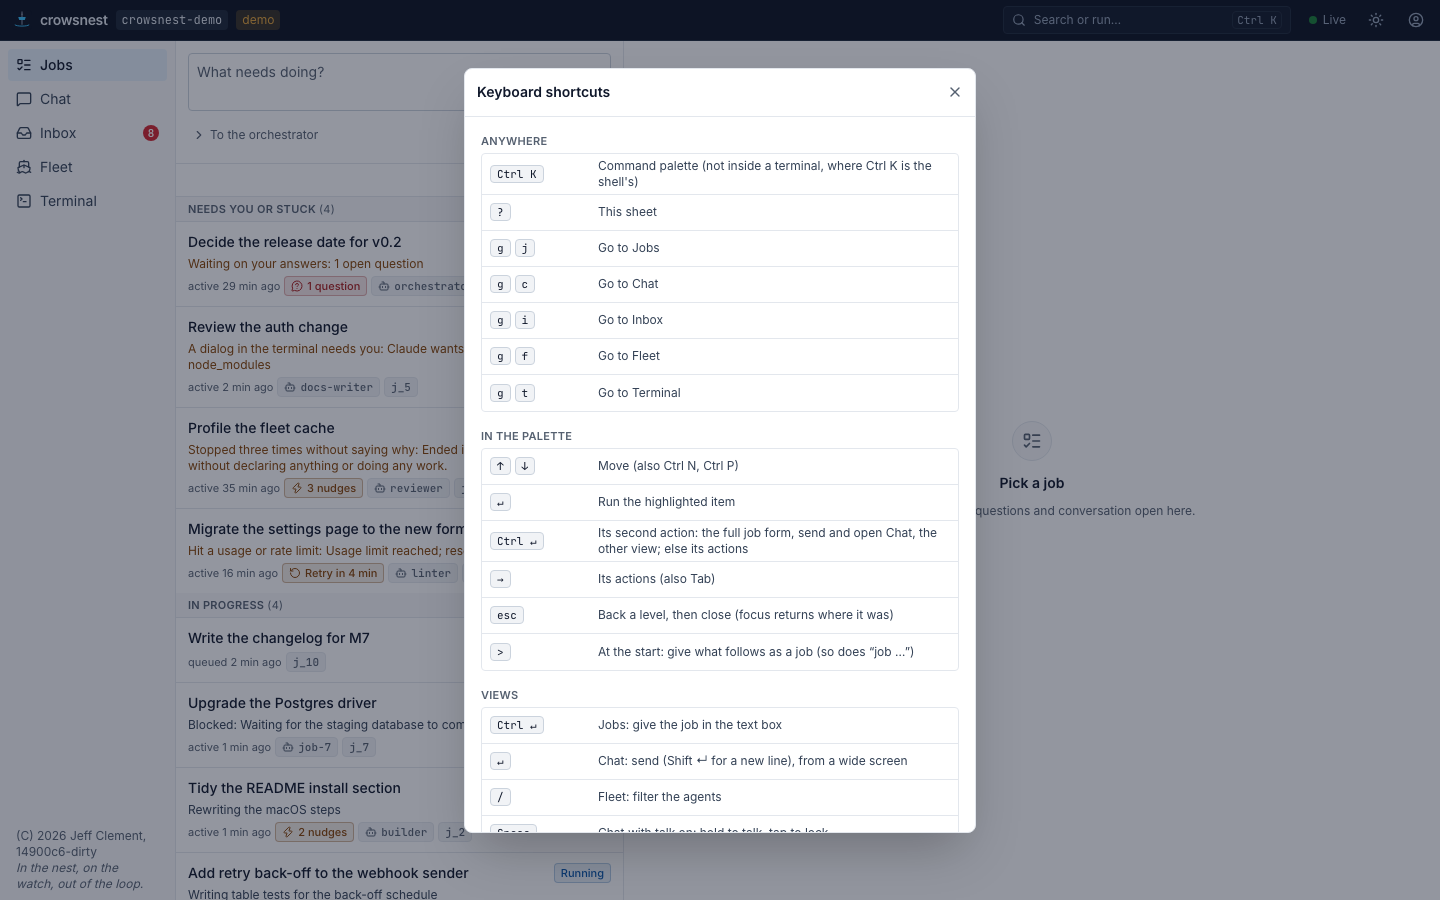 crowsnest crowsnest-demo demo
Search or run... Ctrl K
Live
Jobs
Chat
Inbox 8
Fleet
Terminal
(C) 2026 Jeff Clement,
14900c6-dirty
In the nest, on the
watch, out of the loop.
What needs doing?
To the orchestrator
NEEDS YOU OR STUCK (4)
Decide the release date for v0.2
Waiting on your answers: 1 open question
active 29 min ago 1 question
Review the auth change
A dialog in the terminal needs you: Claude wants
node_modules
active 2 min ago docs-writer j_5
Profile the fleet cache
Stopped three times without saying why: Ended
without declaring anything or doing any work.
active 35 min ago 3 nudges reviewer
Migrate the settings page to the new form
Hit a usage or rate limit: Usage limit reached;
active 16 min ago Retry in 4 min linter
IN PROGRESS (4)
Write the changelog for M7
queued 2 min ago j_10
Upgrade the Postgres driver
Blocked: Waiting for the staging database to
active 1 min ago job-7 j_7
Tidy the README install section
Rewriting the macOS steps
active 1 min ago 2 nudges builder j_2
Add retry back-off to the webhook sender Running
Writing table tests for the back-off schedule
Keyboard shortcuts
ANYWHERE
Ctrl K Command palette (not inside a terminal, where Ctrl K is the
shell's)
? This sheet
g j Go to Jobs
g c Go to Chat
g i Go to Inbox
g f Go to Fleet
g t Go to Terminal
IN THE PALETTE
↑ ↓ Move (also Ctrl N, Ctrl P)
↵ Run the highlighted item
Ctrl ↵ Its second action: the full job form, send and open Chat, the
other view; else its actions
→ Its actions (also Tab)
esc Back a level, then close (focus returns where it was)
> At the start: give what follows as a job (so does “job …”)
VIEWS
Ctrl ↵ Jobs: give the job in the text box
↵ Chat: send (Shift ↵ for a new line), from a wide screen
/ Fleet: filter the agents
Pick a job
questions and conversation open here.